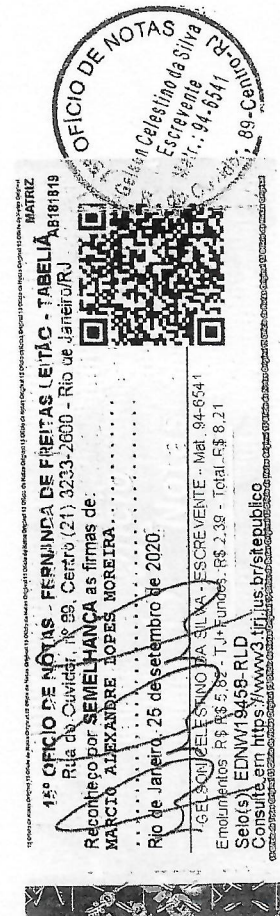 15º OFÍCIO DE NOTAS - FERNANDA DE FREITAS LEITÃO - TABELIÃ
MATRIZ
Rua do Ouvidor, nº 89, Centro (21) 3233-2600 - Rio de Janeiro/RJ
AB181819
Reconheço por SEMELHANÇA as firmas de:
MARCIO ALEXANDRE LOPES MOREIRA
Rio de Janeiro, 25 de setembro de 2020.
GELSON CELESTINO DA SILVA - ESCREVENTE - Mat. 94-6541
Emolumentos: R$ R$ 5,82 - TJ+Fundos: R$ 2,39 - Total: R$ 8,21
Selo(s): EDNW19458-RLD
Consulte em https://www3.tjrj.jus.br/sitepublico
OFÍCIO DE NOTAS
Gelson Celestino da Silva
Escrevente
Matr.: 94-6541
89-Centro-RJ